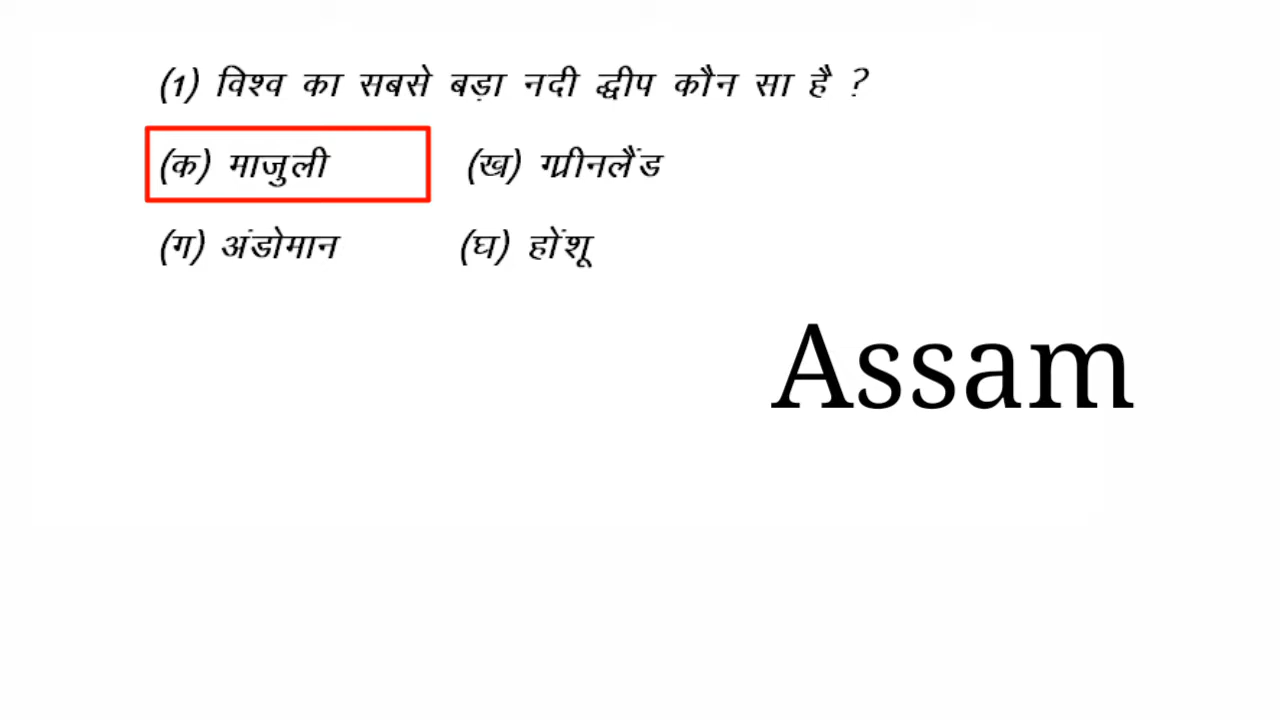 (1) विश्व का सबसे बड़ा नदी द्वीप कौन सा है ?
(क) माजुली (ख) ग्रीनलैंड
(ग) अंडोमान (घ) होंशू
Assam